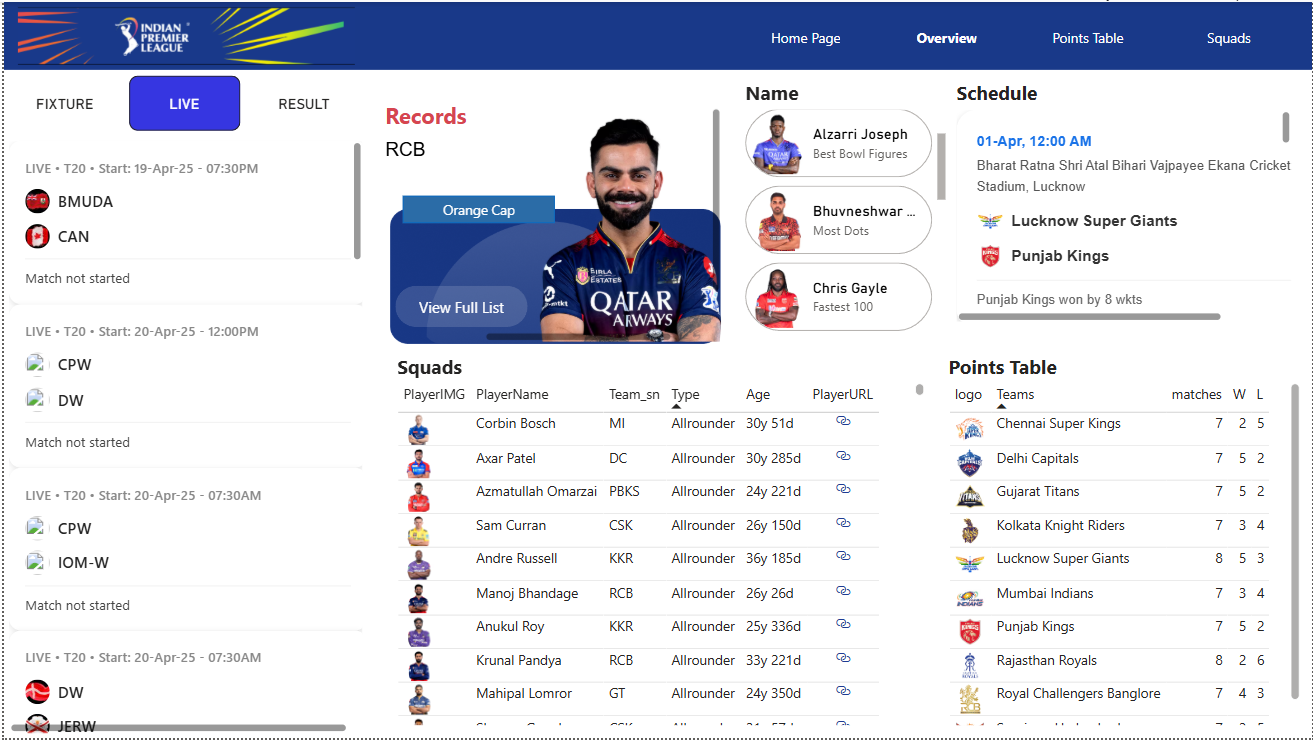 INDIAN
PREMIER
LEAGUE
Home Page
Overview
Points Table
Squads
FIXTURE
LIVE
RESULT
LIVE • T20 • Start: 19-Apr-25 - 07:30PM
BMUDA
CAN
Match not started
LIVE • T20 • Start: 20-Apr-25 - 12:00PM
CPW
DW
Match not started
LIVE • T20 • Start: 20-Apr-25 - 07:30AM
CPW
IOM-W
Match not started
LIVE • T20 • Start: 20-Apr-25 - 07:30AM
DW
JERW
Records
RCB
Orange Cap
View Full List
BIRLA
ESTATES
QATAR
AIRWAYS
Name
Alzarri Joseph
Best Bowl Figures
Bhuvneshwar ...
Most Dots
Chris Gayle
Fastest 100
Schedule
01-Apr, 12:00 AM
Bharat Ratna Shri Atal Bihari Vajpayee Ekana Cricket
Stadium, Lucknow
Lucknow Super Giants
Punjab Kings
Punjab Kings won by 8 wkts
Squads
PlayerIMG PlayerName Team_sn Type Age PlayerURL
Corbin Bosch MI Allrounder 30y 51d
Axar Patel DC Allrounder 30y 285d
Azmatullah Omarzai PBKS Allrounder 24y 221d
Sam Curran CSK Allrounder 26y 150d
Andre Russell KKR Allrounder 36y 185d
Manoj Bhandage RCB Allrounder 26y 26d
Anukul Roy KKR Allrounder 25y 336d
Krunal Pandya RCB Allrounder 33y 221d
Mahipal Lomror GT Allrounder 24y 350d
Points Table
logo Teams matches W L
Chennai Super Kings 7 2 5
Delhi Capitals 7 5 2
Gujarat Titans 7 5 2
Kolkata Knight Riders 7 3 4
Lucknow Super Giants 8 5 3
Mumbai Indians 7 3 4
Punjab Kings 7 5 2
Rajasthan Royals 8 2 6
Royal Challengers Banglore 7 4 3